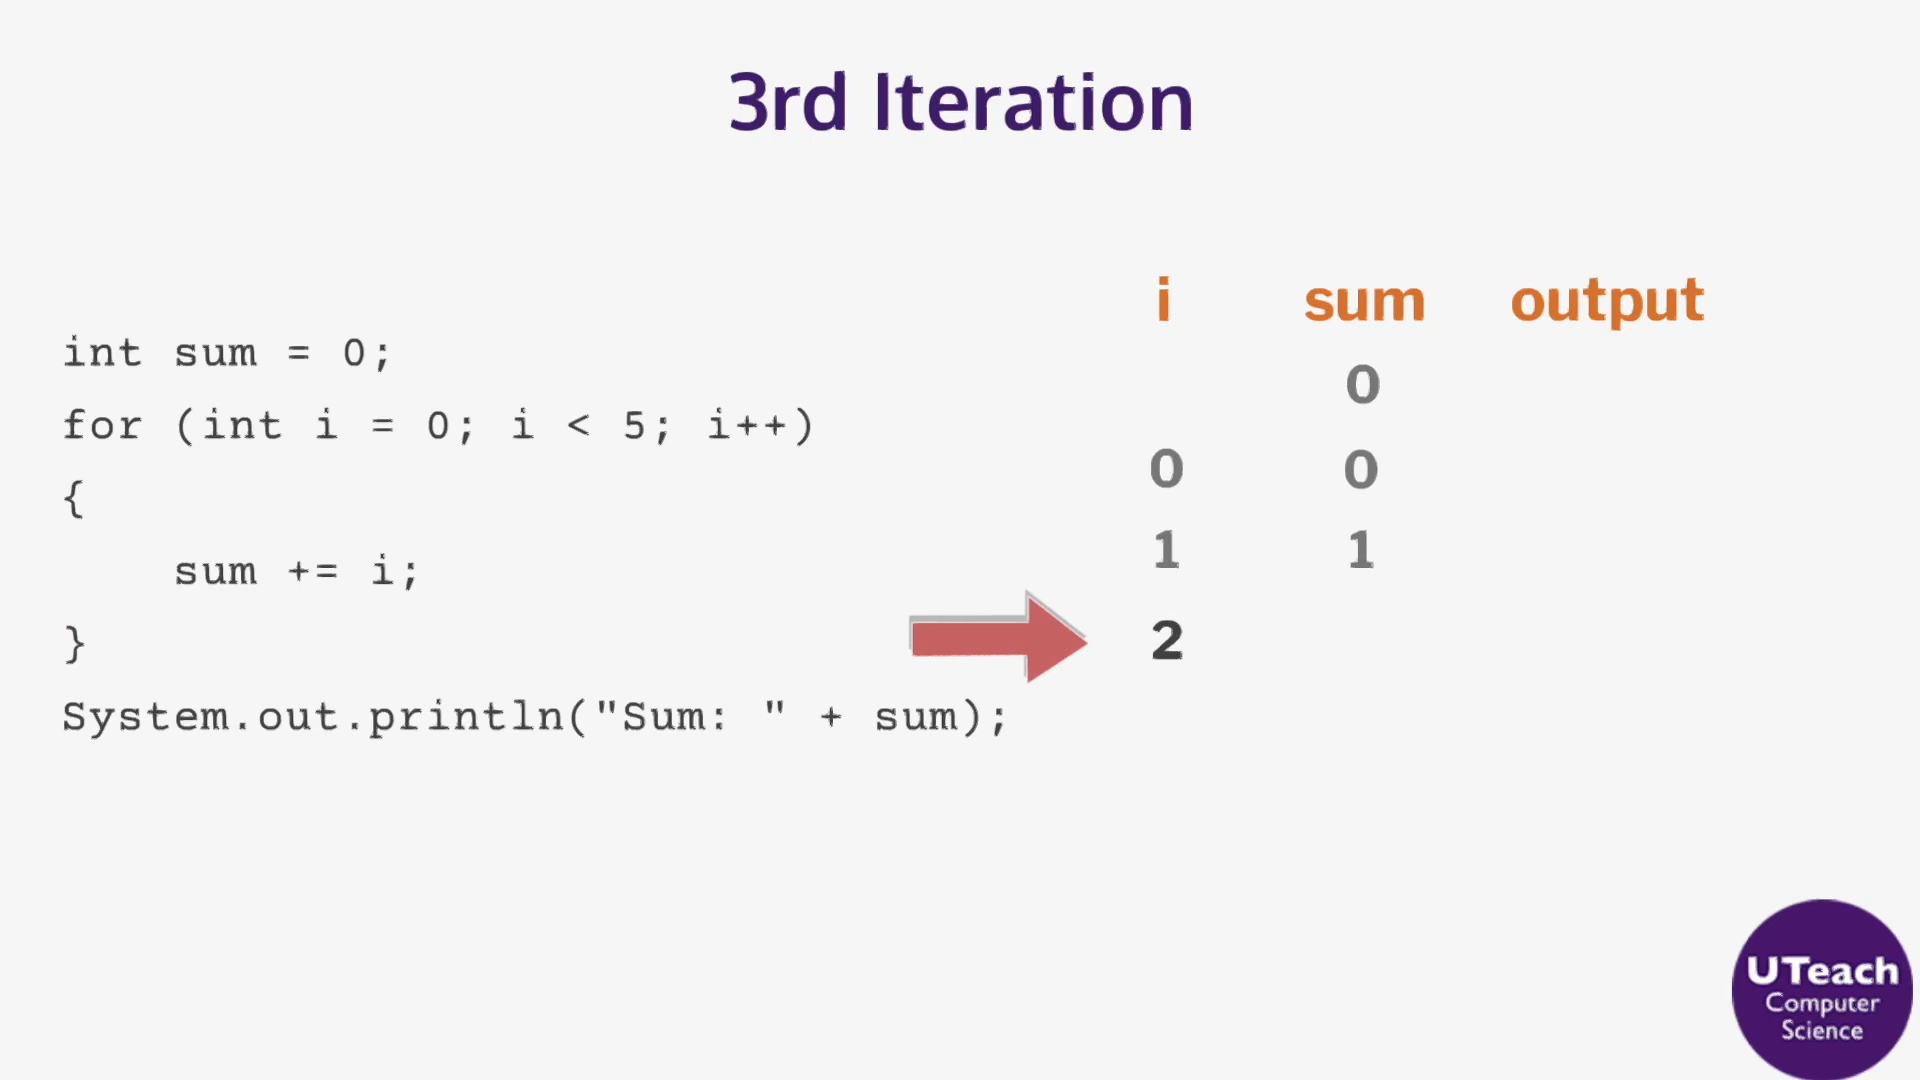 3rd Iteration
int sum = 0;
for (int i = 0; i < 5; i++)
{
    sum += i;
}
System.out.println("Sum: " + sum);
i sum output
0
0 0
1 1
2
UTeach
Computer
Science